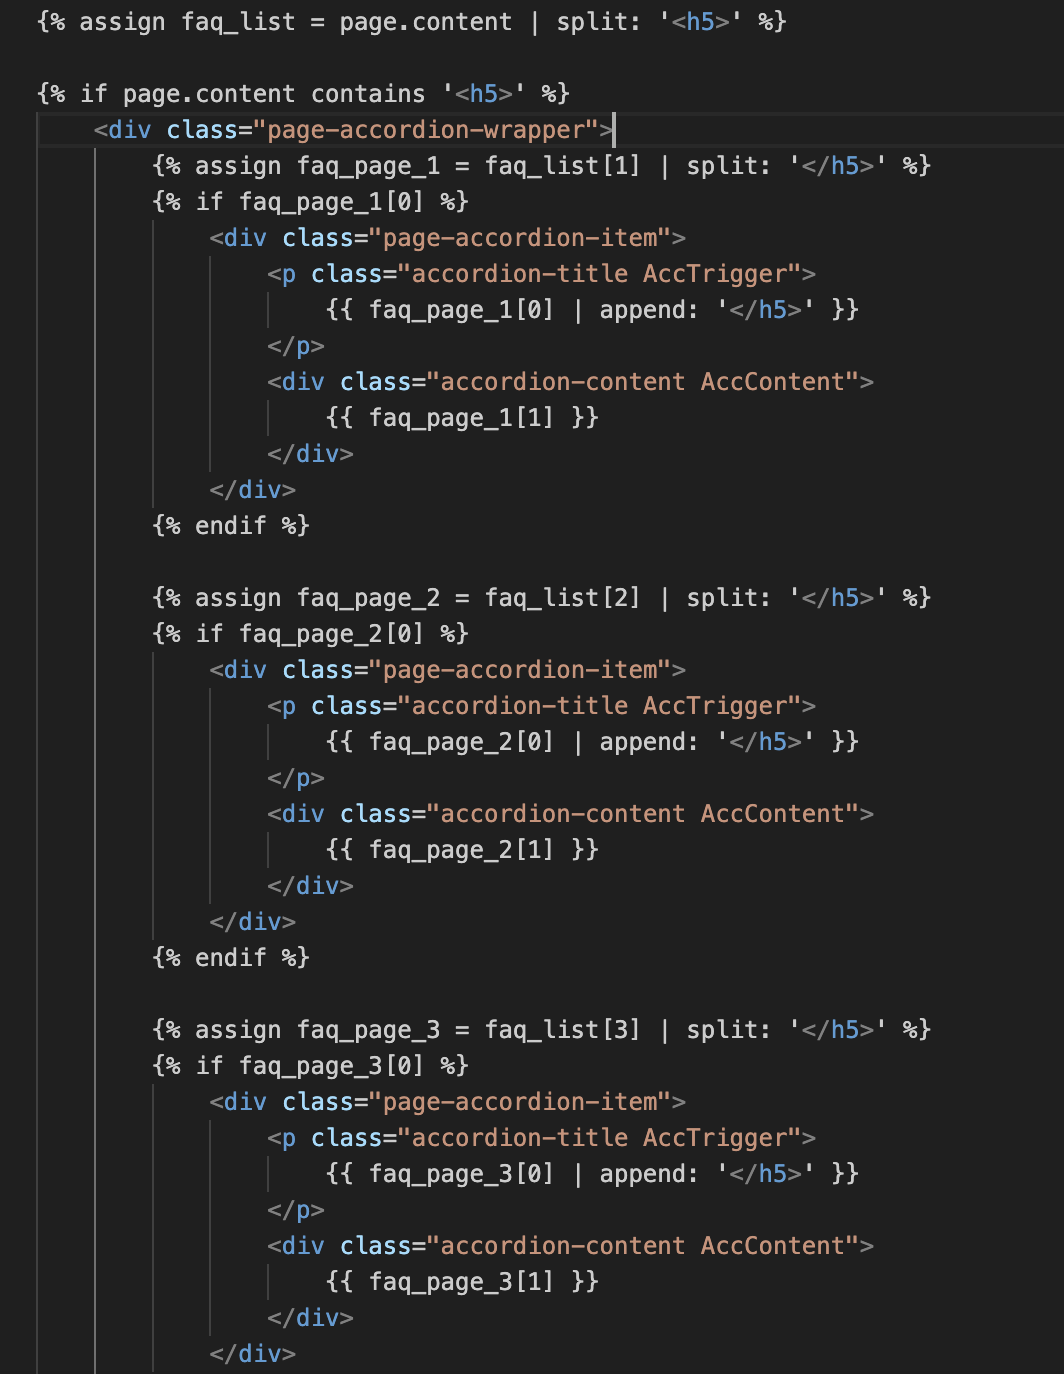 {% assign faq_list = page.content | split: '<h5>' %}
{% if page.content contains '<h5>' %}
<div class="page-accordion-wrapper">
{% assign faq_page_1 = faq_list[1] | split: '</h5>' %}
{% if faq_page_1[0] %}
<div class="page-accordion-item">
<p class="accordion-title AccTrigger">
{{ faq_page_1[0] | append: '</h5>' }}
</p>
<div class="accordion-content AccContent">
{{ faq_page_1[1] }}
</div>
</div>
{% endif %}
{% assign faq_page_2 = faq_list[2] | split: '</h5>' %}
{% if faq_page_2[0] %}
<div class="page-accordion-item">
<p class="accordion-title AccTrigger">
{{ faq_page_2[0] | append: '</h5>' }}
</p>
<div class="accordion-content AccContent">
{{ faq_page_2[1] }}
</div>
</div>
{% endif %}
{% assign faq_page_3 = faq_list[3] | split: '</h5>' %}
{% if faq_page_3[0] %}
<div class="page-accordion-item">
<p class="accordion-title AccTrigger">
{{ faq_page_3[0] | append: '</h5>' }}
</p>
<div class="accordion-content AccContent">
{{ faq_page_3[1] }}
</div>
</div>